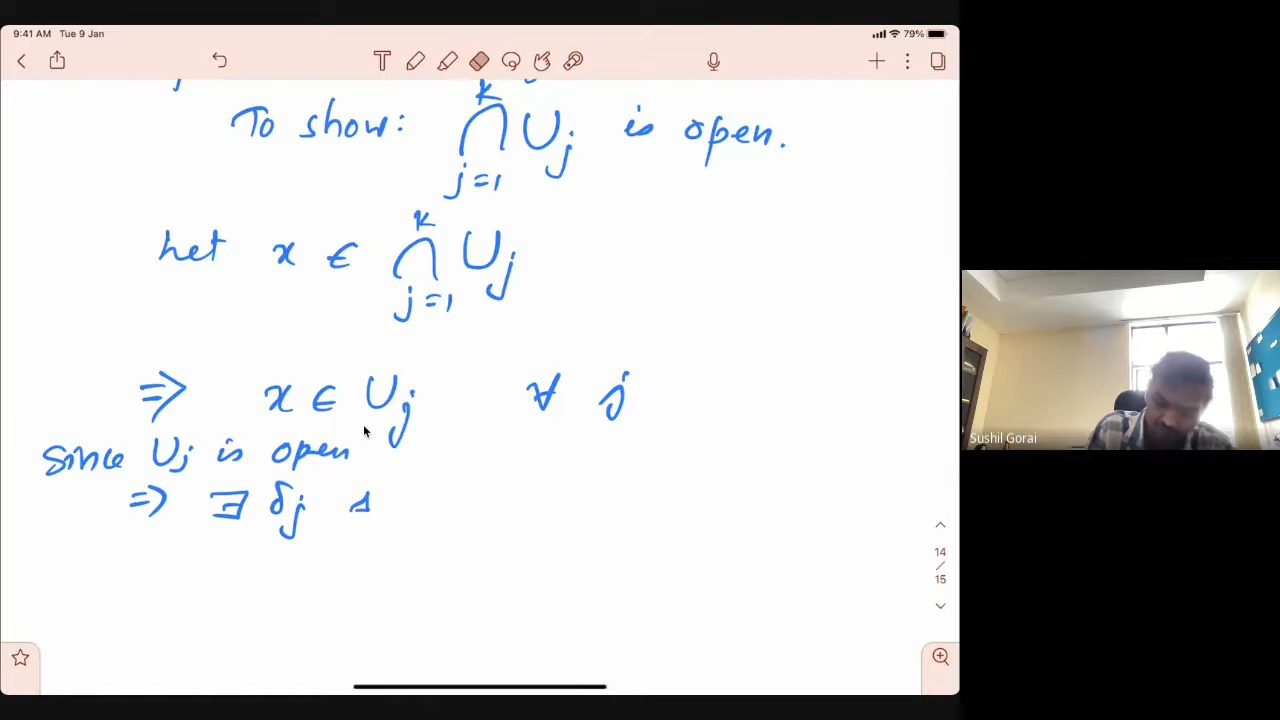 9:41 AM Tue 9 Jan 79%
To show: ⋂_{j=1}^{k} U_j is open.
Let x ∈ ⋂_{j=1}^{k} U_j
⇒ x ∈ U_j ∀ j
Since U_j is open
⇒ ∃ δ_j s
Sushil Gorai
14
/
15